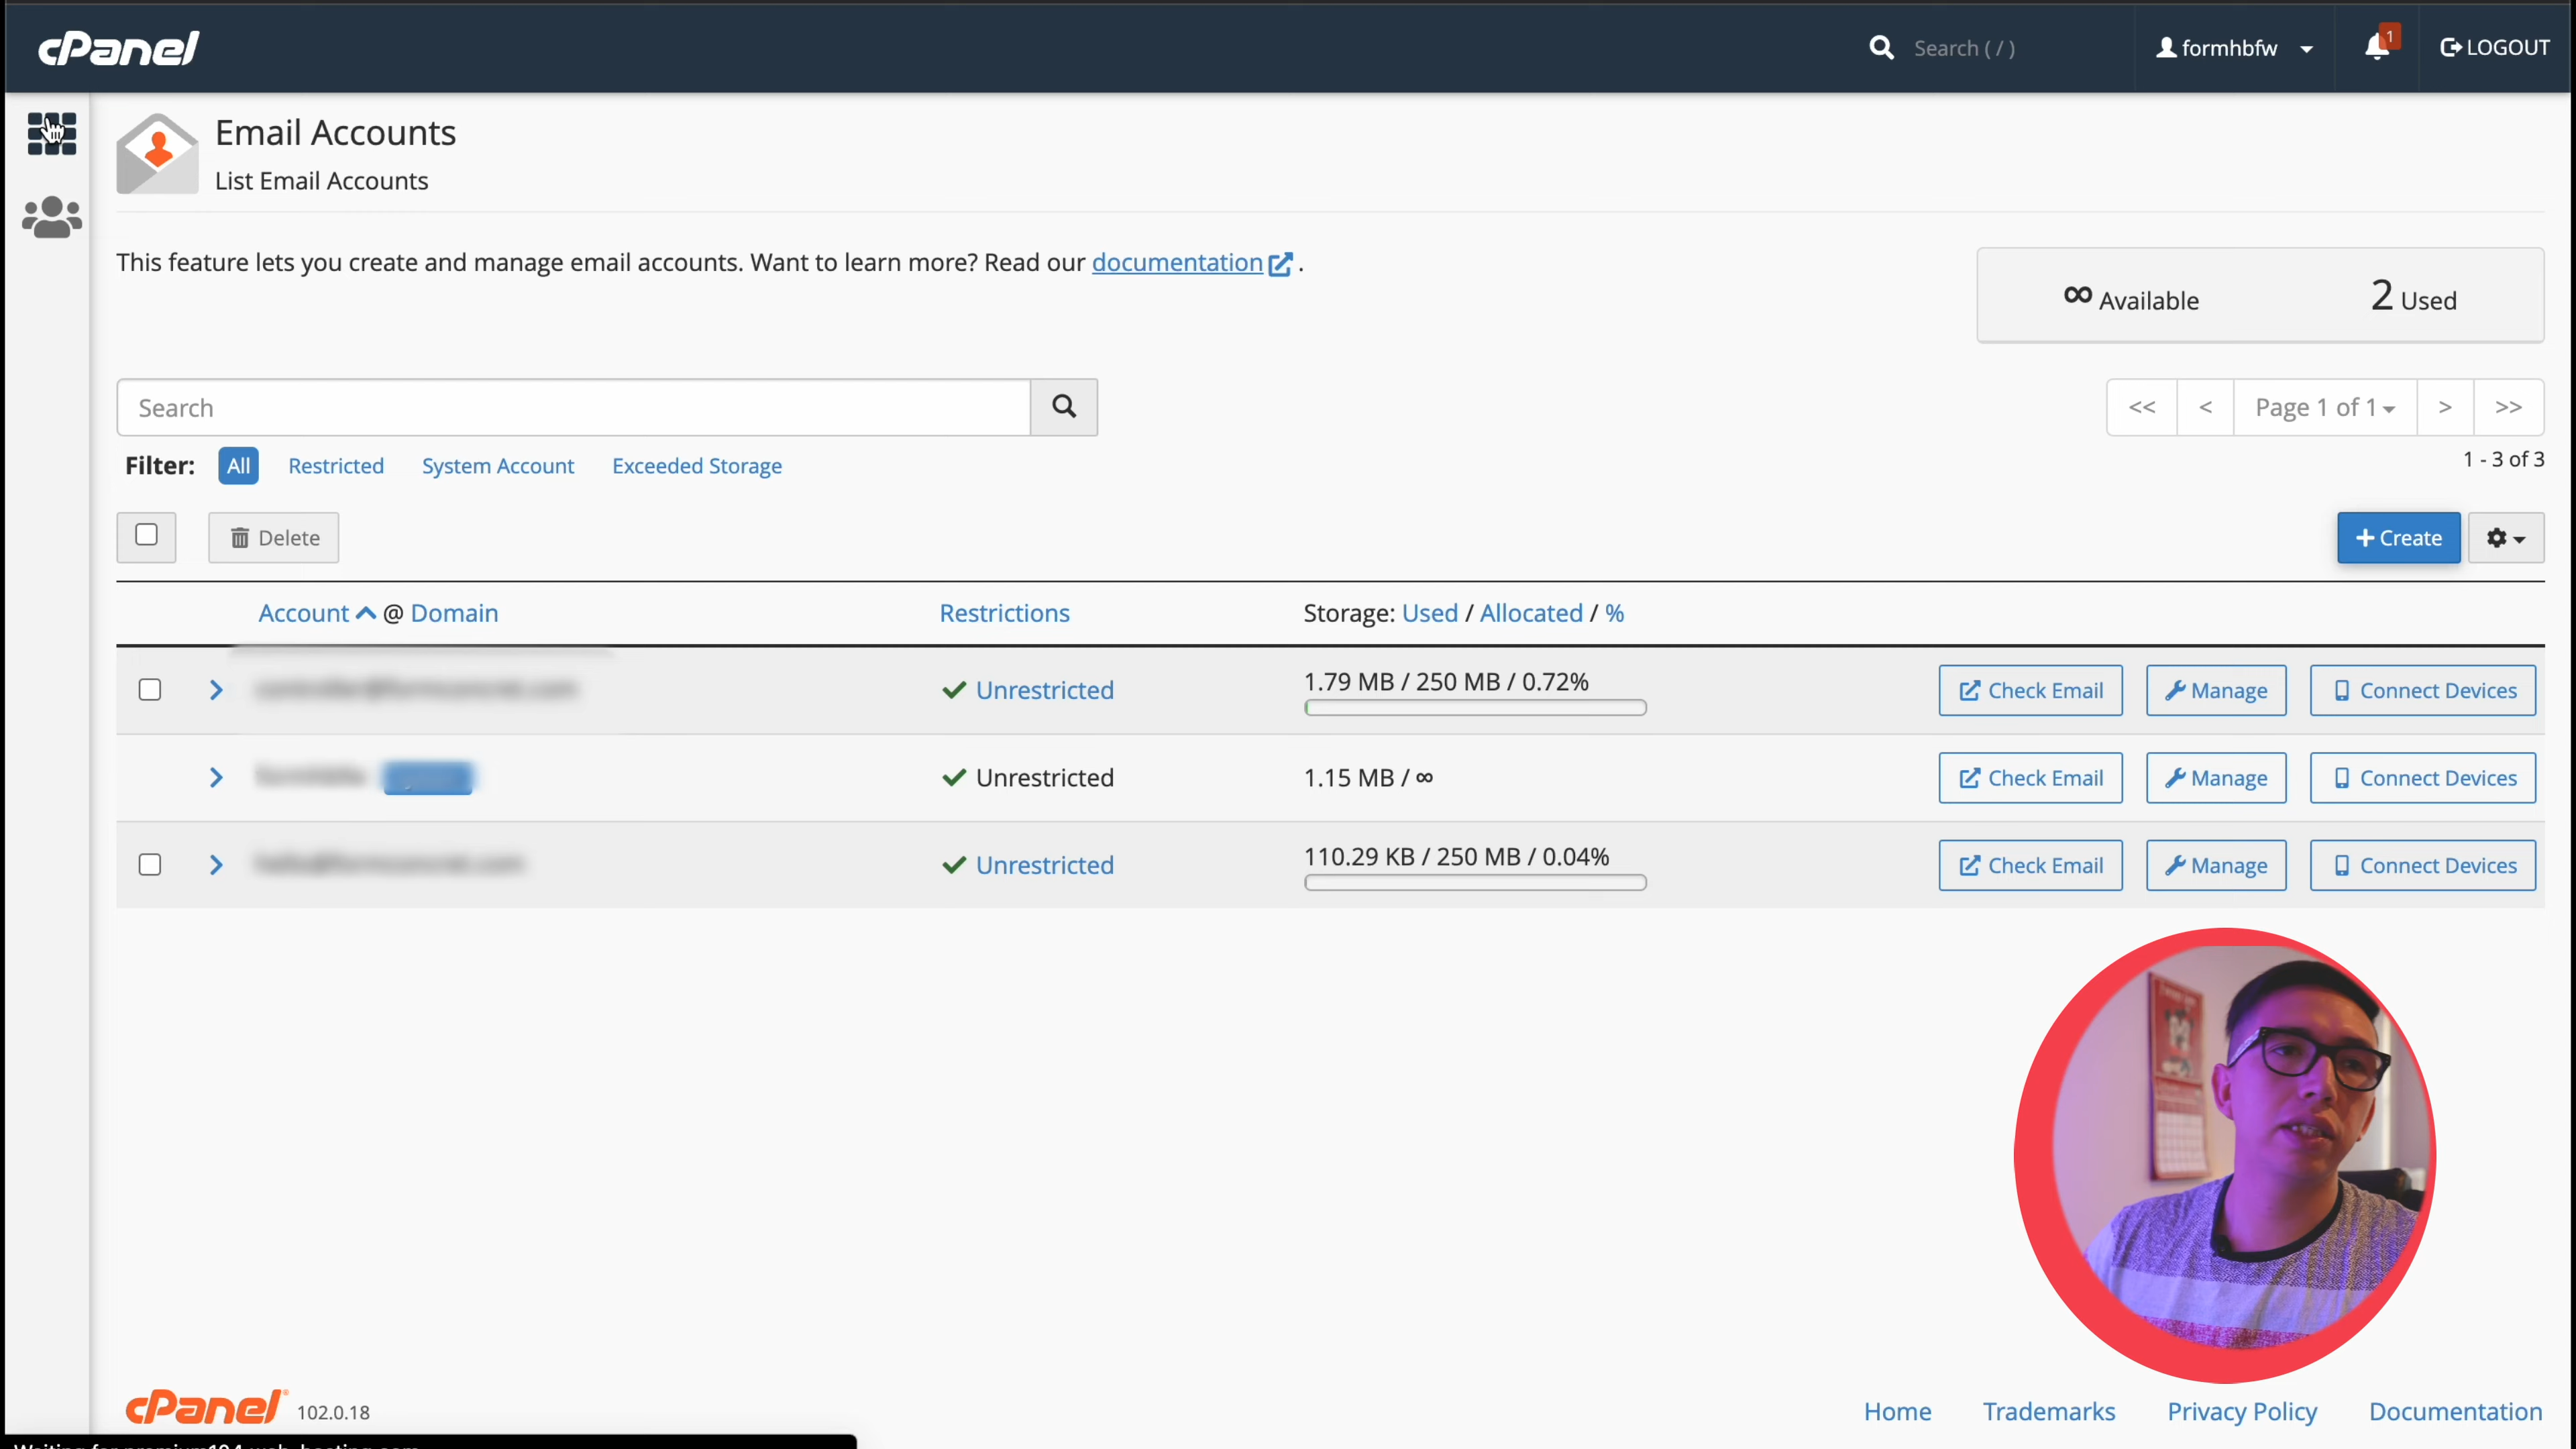 cPanel
Search ( / )
formhbfw
1
LOGOUT
Email Accounts
List Email Accounts
This feature lets you create and manage email accounts. Want to learn more? Read our documentation .
∞ Available
2 Used
Search
<<
<
Page 1 of 1
>
>>
Filter:
All
Restricted
System Account
Exceeded Storage
1 - 3 of 3
Delete
+ Create
Account @ Domain
Restrictions
Storage: Used / Allocated / %
Unrestricted
1.79 MB / 250 MB / 0.72%
Check Email
Manage
Connect Devices
Unrestricted
1.15 MB / ∞
Check Email
Manage
Connect Devices
Unrestricted
110.29 KB / 250 MB / 0.04%
Check Email
Manage
Connect Devices
cPanel 102.0.18
Home
Trademarks
Privacy Policy
Documentation